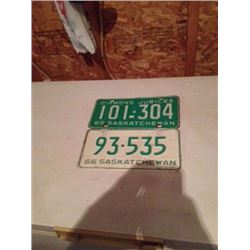 DIAMOND JUBILEE
101·304
65 SASKATCHEWAN
93·535
66 SASKATCHEWAN